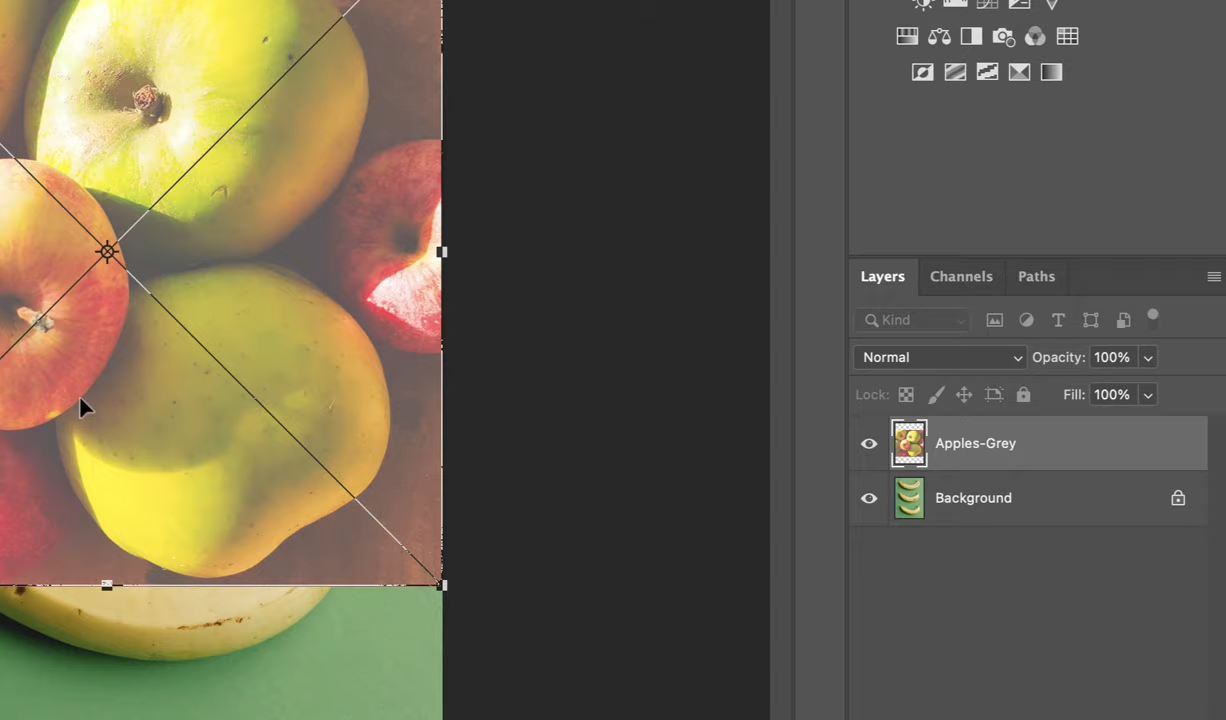 Layers Channels Paths
Kind
Normal Opacity: 100%
Lock: Fill: 100%
Apples-Grey
Background